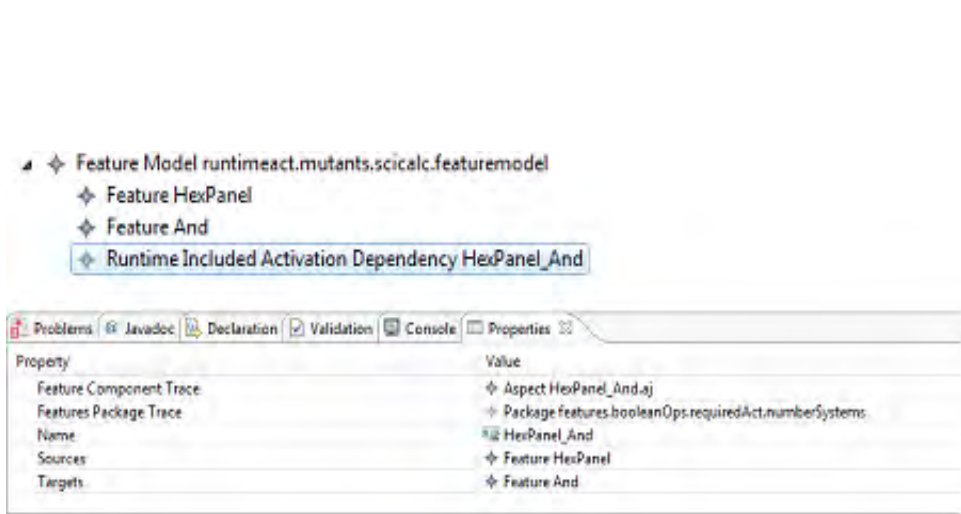 Feature Model runtimeact.mutants.scicalc.featuremodel
Feature HexPanel
Feature And
Runtime Included Activation Dependency HexPanel_And
Problems @ Javadoc Declaration Validation Console Properties
Property Value
Feature Component Trace Aspect HexPanel_And.aj
Features Package Trace Package features.booleanOps.requiredAct.numberSystems
Name HexPanel_And
Sources Feature HexPanel
Targets Feature And